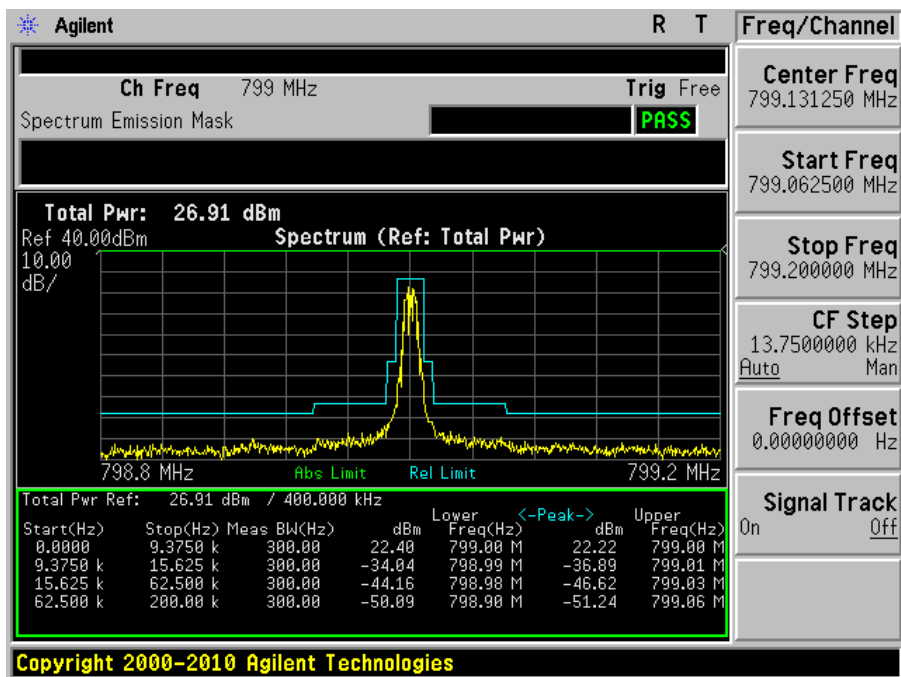 Agilent R T Freq/Channel
Ch Freq 799 MHz Trig Free
Spectrum Emission Mask PASS
Center Freq
799.131250 MHz
Start Freq
799.062500 MHz
Stop Freq
799.200000 MHz
CF Step
13.7500000 kHz
Auto Man
Freq Offset
0.00000000 Hz
Signal Track
On Off
Total Pwr: 26.91 dBm
Ref 40.00dBm Spectrum (Ref: Total Pwr)
10.00
dB/
798.8 MHz Abs Limit Rel Limit 799.2 MHz
Total Pwr Ref: 26.91 dBm / 400.000 kHz
Lower <-Peak-> Upper
Start(Hz) Stop(Hz) Meas BW(Hz) dBm Freq(Hz) dBm Freq(Hz)
0.0000 9.3750 k 300.00 22.40 799.00 M 22.22 799.00 M
9.3750 k 15.625 k 300.00 -34.04 798.99 M -36.89 799.01 M
15.625 k 62.500 k 300.00 -44.16 798.98 M -46.62 799.03 M
62.500 k 200.00 k 300.00 -50.09 798.90 M -51.24 799.06 M
Copyright 2000-2010 Agilent Technologies